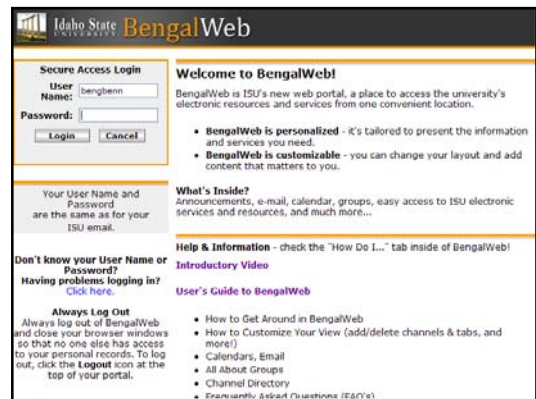 Idaho State BengalWeb
UNIVERSITY
Secure Access Login
User Name: bengbenn
Password:
Login Cancel
Your User Name and
Password
are the same as for your
ISU email.
Don't know your User Name or
Password?
Having problems logging in?
Click here.
Always Log Out
Always log out of BengalWeb
and close your browser windows
so that no one else has access
to your personal records. To log
out, click the Logout icon at the
top of your portal.
Welcome to BengalWeb!
BengalWeb is ISU's new web portal, a place to access the university's
electronic resources and services from one convenient location.
• BengalWeb is personalized - it's tailored to present the information
and services you need.
• BengalWeb is customizable - you can change your layout and add
content that matters to you.
What's Inside?
Announcements, e-mail, calendar, groups, easy access to ISU electronic
services and resources, and much more...
Help & Information - check the "How Do I..." tab inside of BengalWeb!
Introductory Video
User's Guide to BengalWeb
• How to Get Around in BengalWeb
• How to Customize Your View (add/delete channels & tabs, and
more!)
• Calendars, Email
• All About Groups
• Channel Directory
• Frequently Asked Questions (FAQ's)